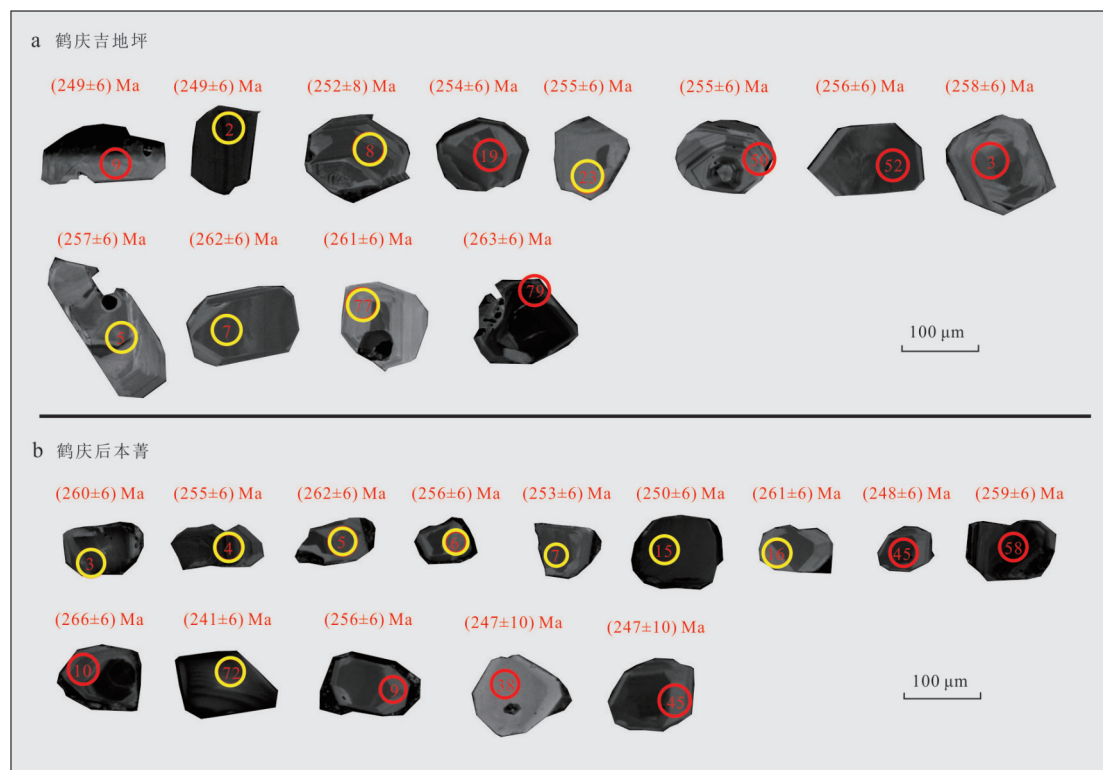 a 鹤庆吉地坪
(249±6) Ma (249±6) Ma (252±8) Ma (254±6) Ma (255±6) Ma (255±6) Ma (256±6) Ma (258±6) Ma
9 2 8 19 23 50 52 3
(257±6) Ma (262±6) Ma (261±6) Ma (263±6) Ma
5 7 77 79
100 μm
b 鹤庆后本菁
(260±6) Ma (255±6) Ma (262±6) Ma (256±6) Ma (253±6) Ma (250±6) Ma (261±6) Ma (248±6) Ma (259±6) Ma
3 4 5 6 7 15 16 45 58
(266±6) Ma (241±6) Ma (256±6) Ma (247±10) Ma (247±10) Ma
10 72 9 58 45
100 μm